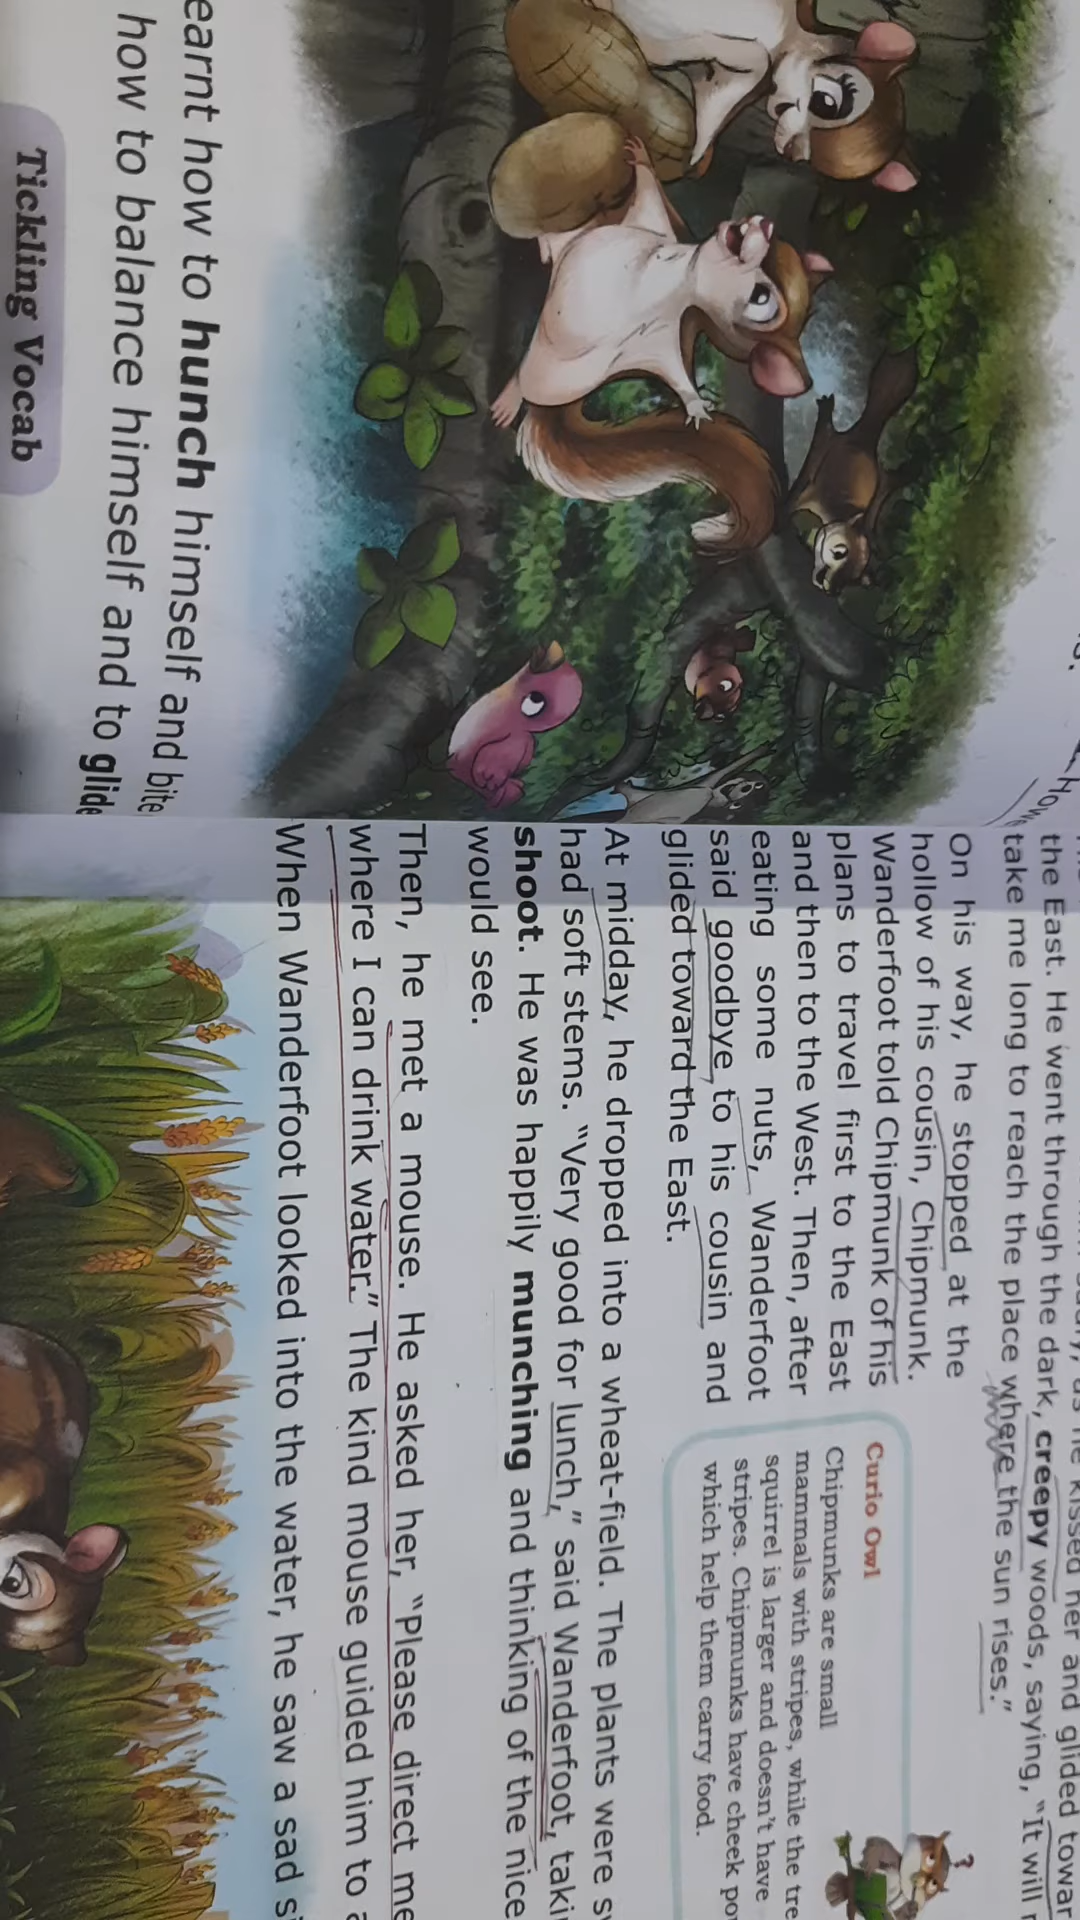 earnt how to hunch himself and bite
how to balance himself and to glide
Tickling Vocab
How
kissed her and glided towar
the East. He went through the dark, creepy woods, saying, "It will
take me long to reach the place where the sun rises."
On his way, he stopped at the
hollow of his cousin, Chipmunk.
Wanderfoot told Chipmunk of his
plans to travel first to the East
and then to the West. Then, after
eating some nuts, Wanderfoot
said goodbye to his cousin and
glided toward the East.
Curio Owl
Chipmunks are small
mammals with stripes, while the tre
squirrel is larger and doesn't have
stripes. Chipmunks have cheek po
which help them carry food.
At midday, he dropped into a wheat-field. The plants were s
had soft stems. "Very good for lunch," said Wanderfoot, taki
shoot. He was happily munching and thinking of the nice
would see.
Then, he met a mouse. He asked her, "Please direct me
where I can drink water." The kind mouse guided him to a
When Wanderfoot looked into the water, he saw a sad s